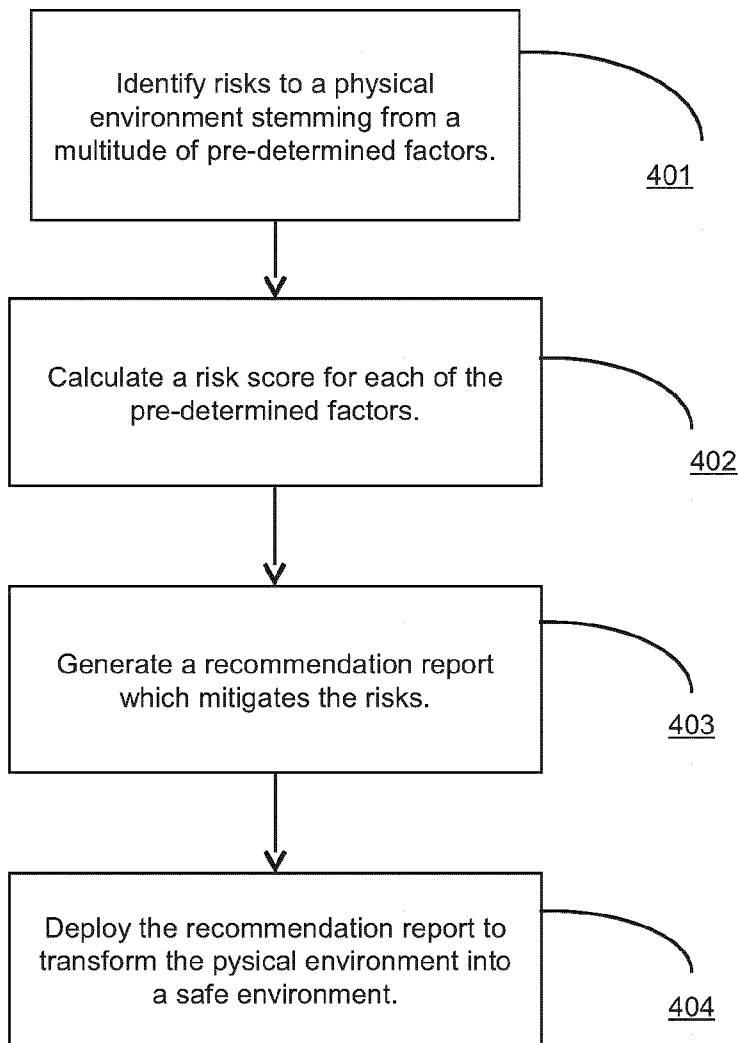 Identify risks to a physical
environment stemming from a
multitude of pre-determined factors.
401
Calculate a risk score for each of the
pre-determined factors.
402
Generate a recommendation report
which mitigates the risks.
403
Deploy the recommendation report to
transform the pysical environment into
a safe environment.
404